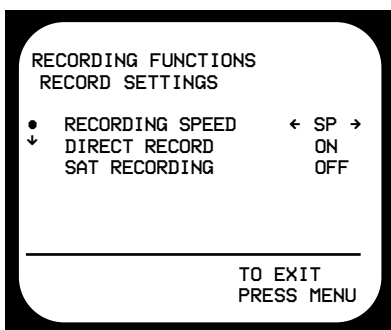 RECORDING FUNCTIONS
RECORD SETTINGS
● RECORDING SPEED ← SP →
↓ DIRECT RECORD ON
SAT RECORDING OFF
TO EXIT
PRESS MENU